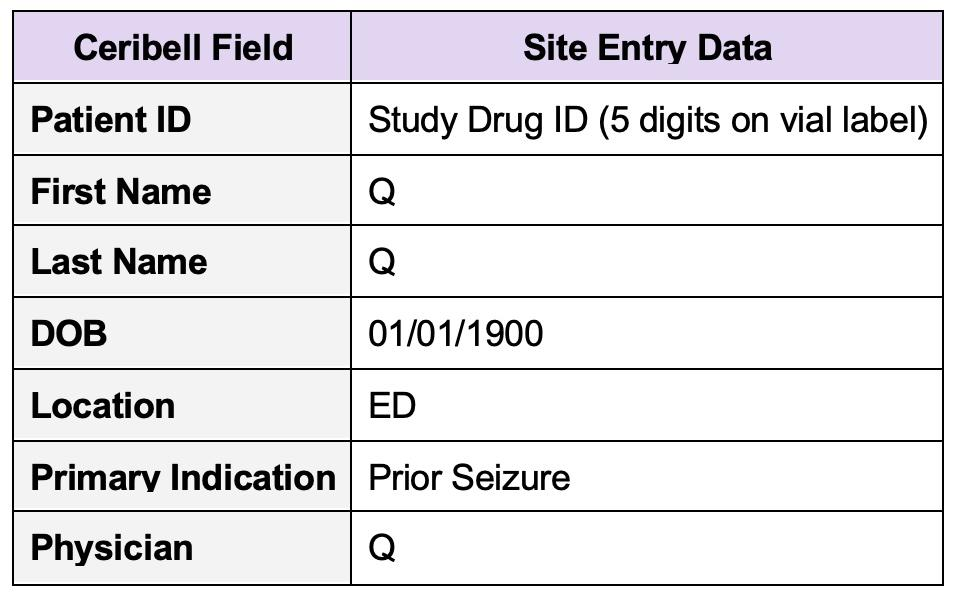 Ceribell Field Site Entry Data
Patient ID Study Drug ID (5 digits on vial label)
First Name Q
Last Name Q
DOB 01/01/1900
Location ED
Primary Indication Prior Seizure
Physician Q